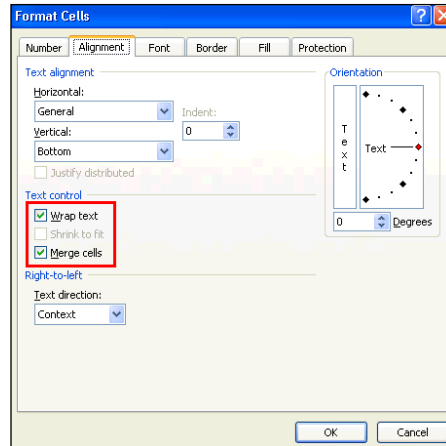 Format Cells
Number Alignment Font Border Fill Protection
Text alignment
Horizontal:
General
Indent:
Vertical:
0
Bottom
Justify distributed
Text control
Wrap text
Shrink to fit
Merge cells
Right-to-left
Text direction:
Context
Orientation
Text
Text
0 Degrees
OK Cancel